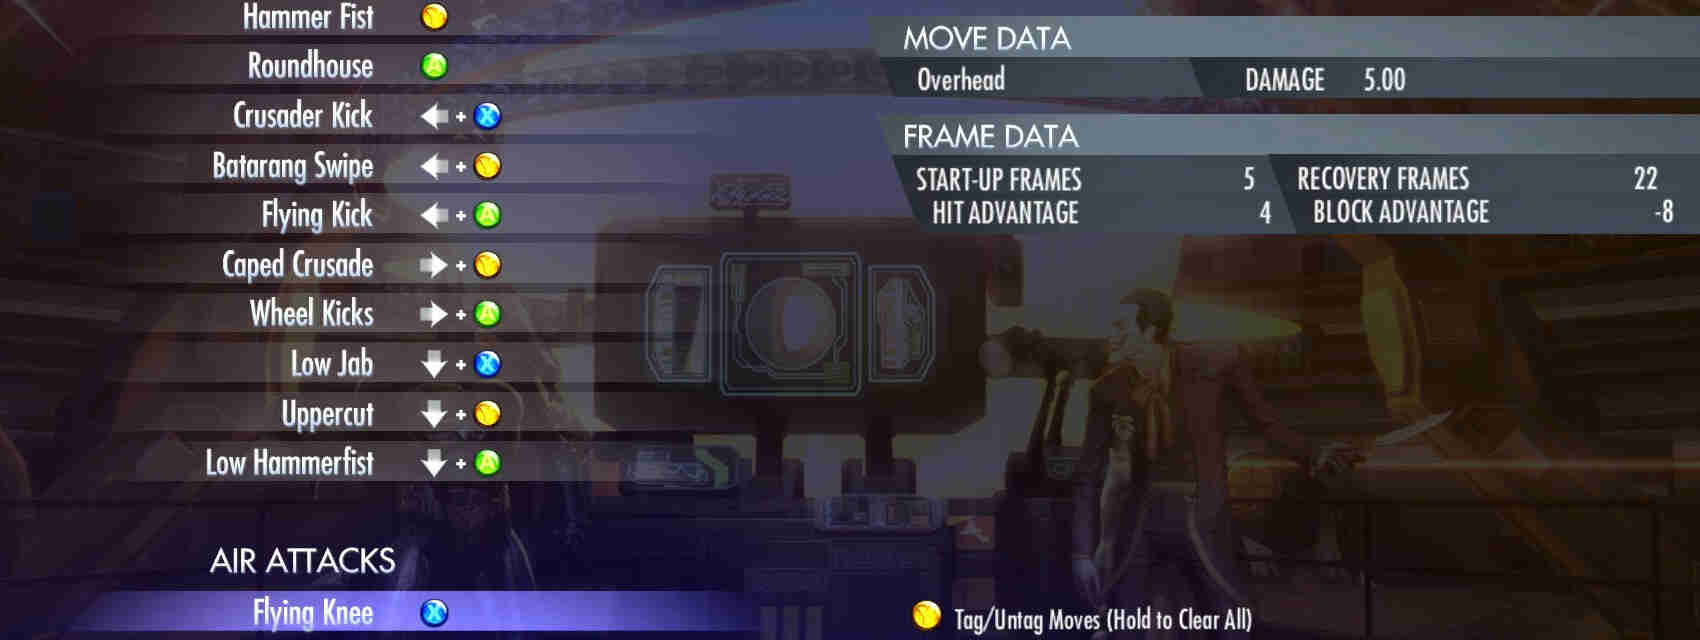 Hammer Fist Y
Roundhouse A
Crusader Kick + X
Batarang Swipe + Y
Flying Kick + A
Caped Crusade + Y
Wheel Kicks + A
Low Jab + X
Uppercut + Y
Low Hammerfist + A
AIR ATTACKS
Flying Knee X
MOVE DATA
Overhead DAMAGE 5.00
FRAME DATA
START-UP FRAMES 5 RECOVERY FRAMES 22
HIT ADVANTAGE 4 BLOCK ADVANTAGE -8
Y Tag/Untag Moves (Hold to Clear All)